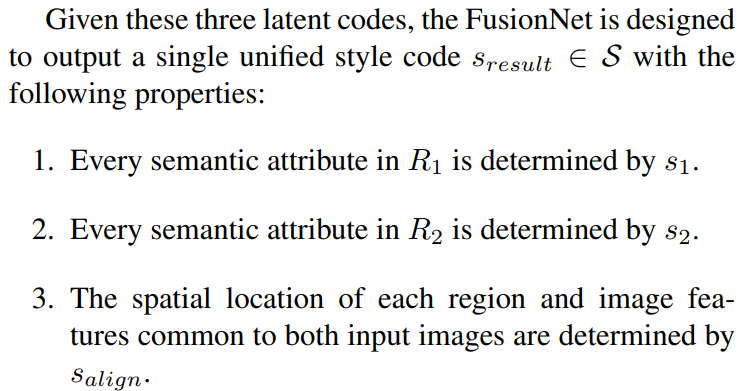 Given these three latent codes, the FusionNet is designed
to output a single unified style code s_{result} ∈ 𝒮 with the
following properties:
1. Every semantic attribute in R_1 is determined by s_1.
2. Every semantic attribute in R_2 is determined by s_2.
3. The spatial location of each region and image fea-
tures common to both input images are determined by
s_{align}.